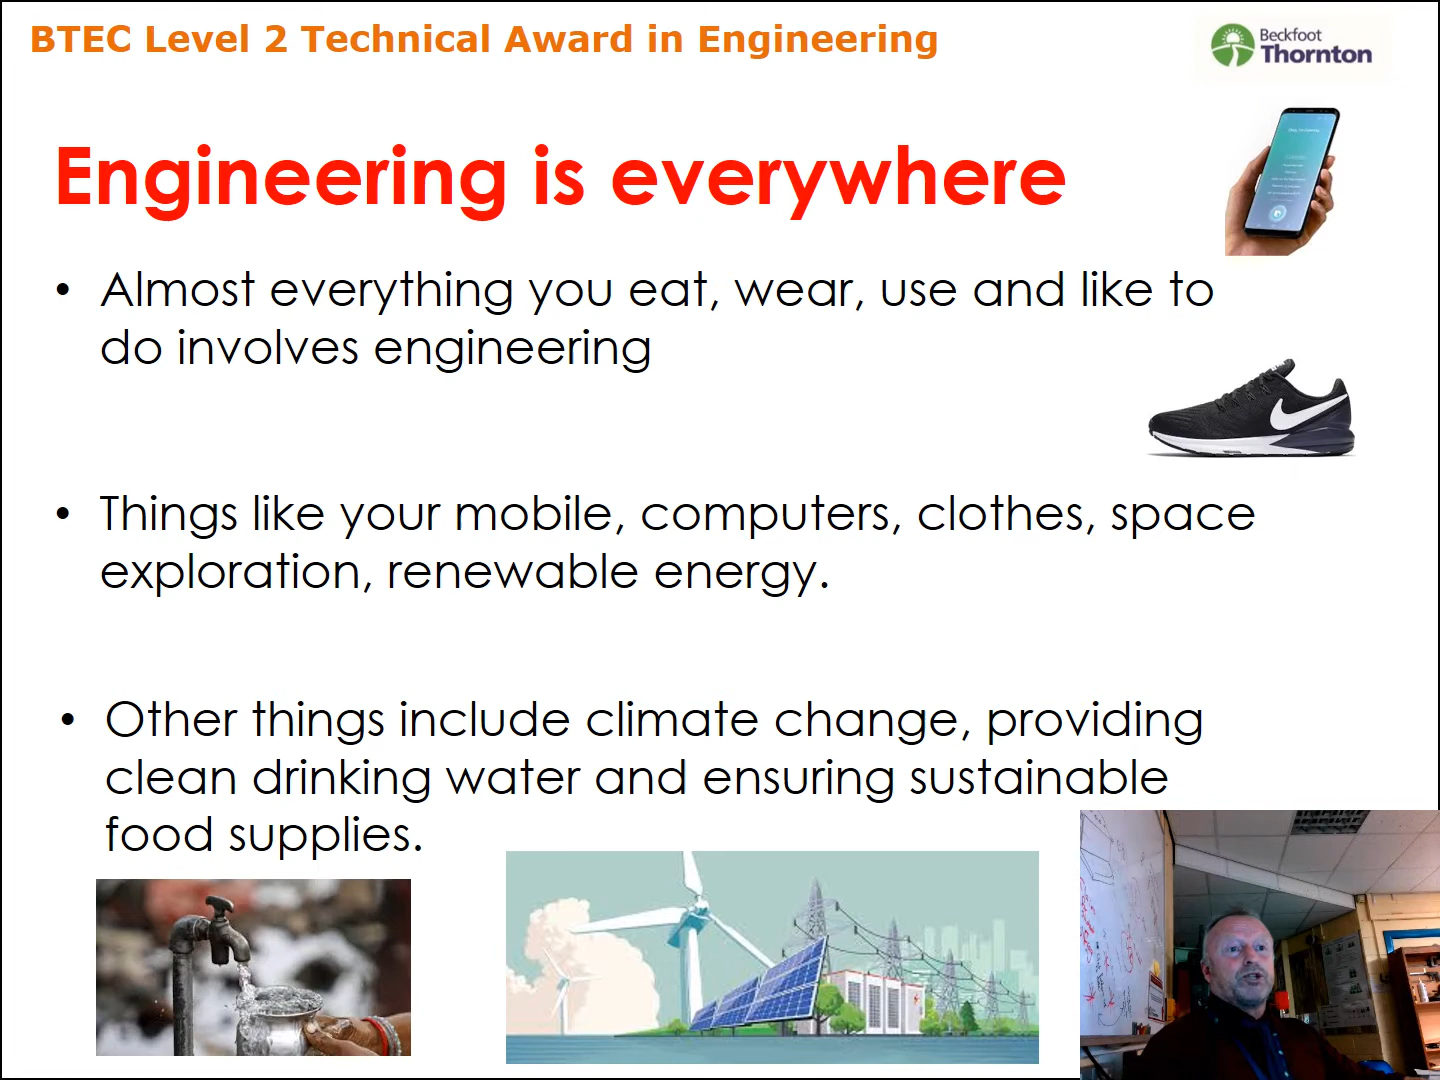 BTEC Level 2 Technical Award in Engineering
Beckfoot
Thornton
Engineering is everywhere
• Almost everything you eat, wear, use and like to
do involves engineering
• Things like your mobile, computers, clothes, space
exploration, renewable energy.
• Other things include climate change, providing
clean drinking water and ensuring sustainable
food supplies.